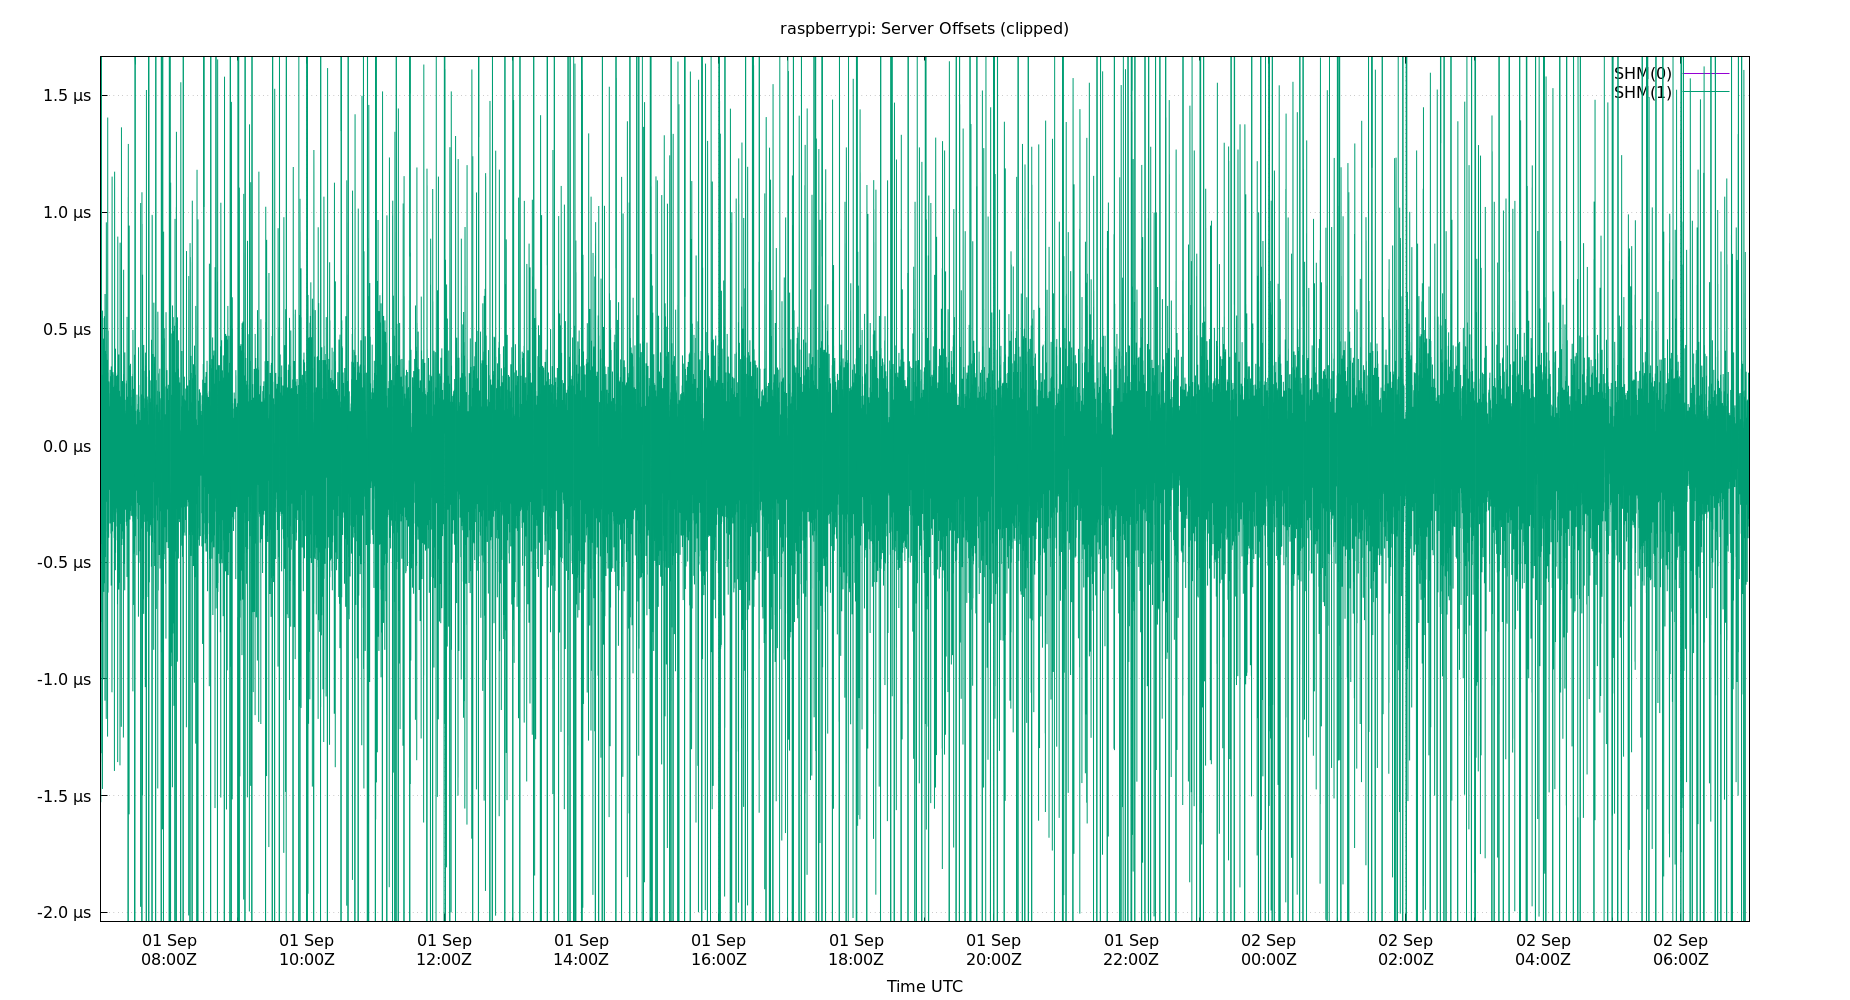 raspberrypi: Server Offsets (clipped)
SHM(0)
SHM(1)
1.5 µs
1.0 µs
0.5 µs
0.0 µs
-0.5 µs
-1.0 µs
-1.5 µs
-2.0 µs
01 Sep 01 Sep 01 Sep 01 Sep 01 Sep 01 Sep 01 Sep 01 Sep 02 Sep 02 Sep 02 Sep 02 Sep
08:00Z 10:00Z 12:00Z 14:00Z 16:00Z 18:00Z 20:00Z 22:00Z 00:00Z 02:00Z 04:00Z 06:00Z
Time UTC